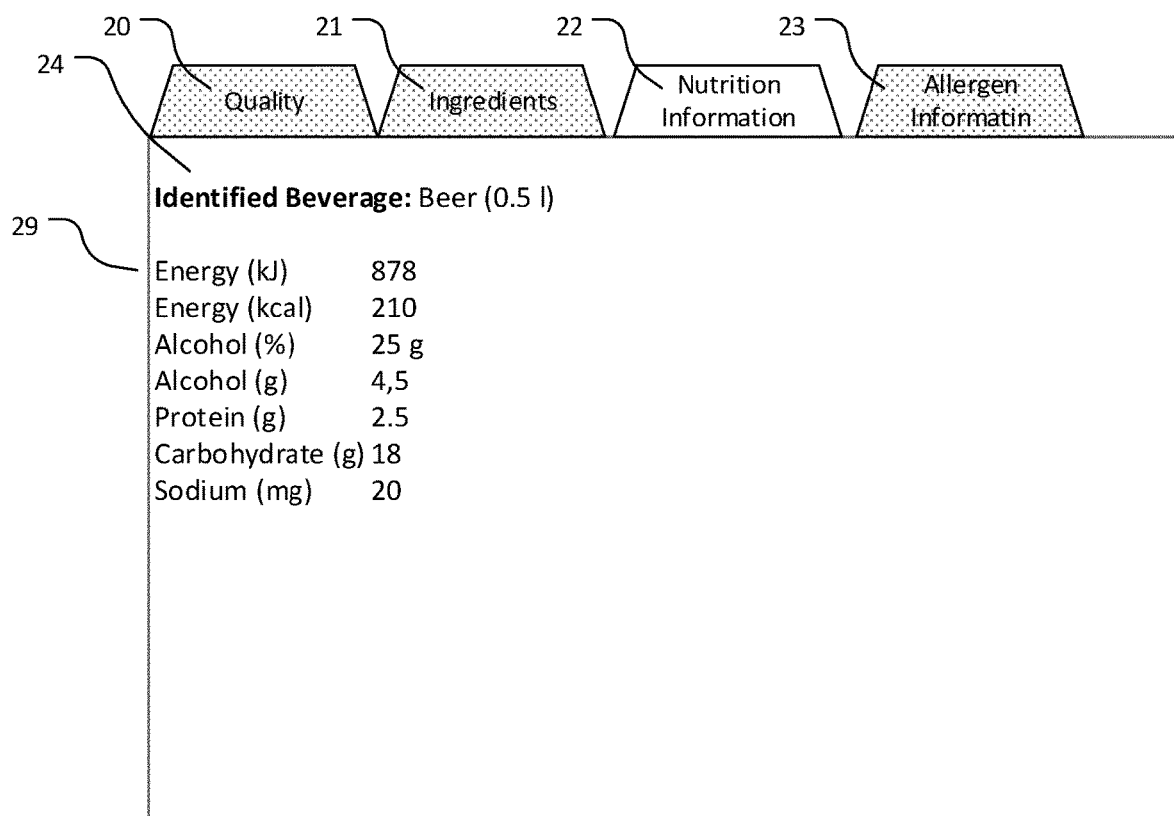 20
21
22
23
24
Quality
Ingredients
Nutrition
Information
Allergen
Informatin
Identified Beverage: Beer (0.5 l)
29
Energy (kJ) 878
Energy (kcal) 210
Alcohol (%) 25 g
Alcohol (g) 4,5
Protein (g) 2.5
Carbohydrate (g) 18
Sodium (mg) 20